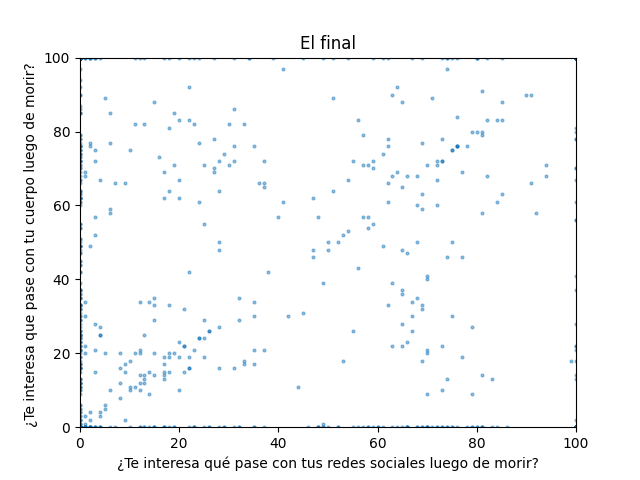 El final
¿Te interesa que pase con tu cuerpo luego de morir?
100
80
60
40
20
0
0 20 40 60 80 100
¿Te interesa qué pase con tus redes sociales luego de morir?